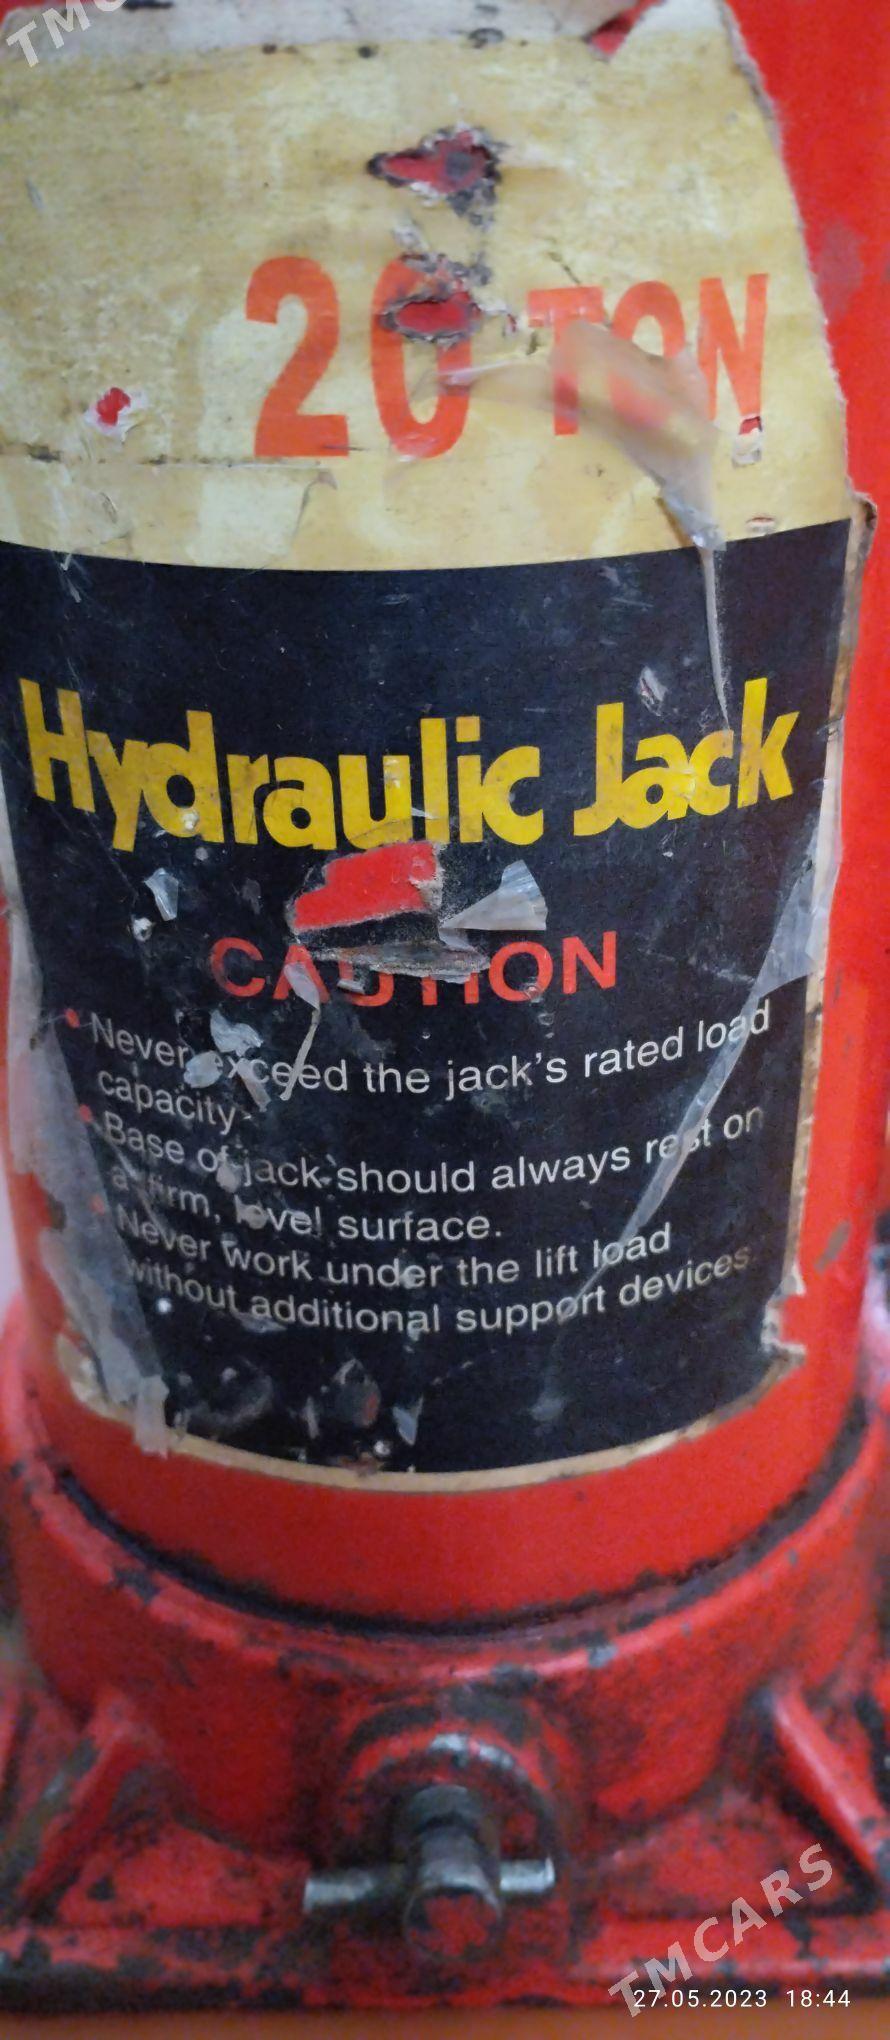 TMC
20 TON
Hydraulic Jack
CAUTION
• Never exceed the jack's rated load
capacity
• Base of jack should always rest on
a firm, level surface.
• Never work under the lift load
without additional support devices.
TMCARS
27.05.2023 18:44